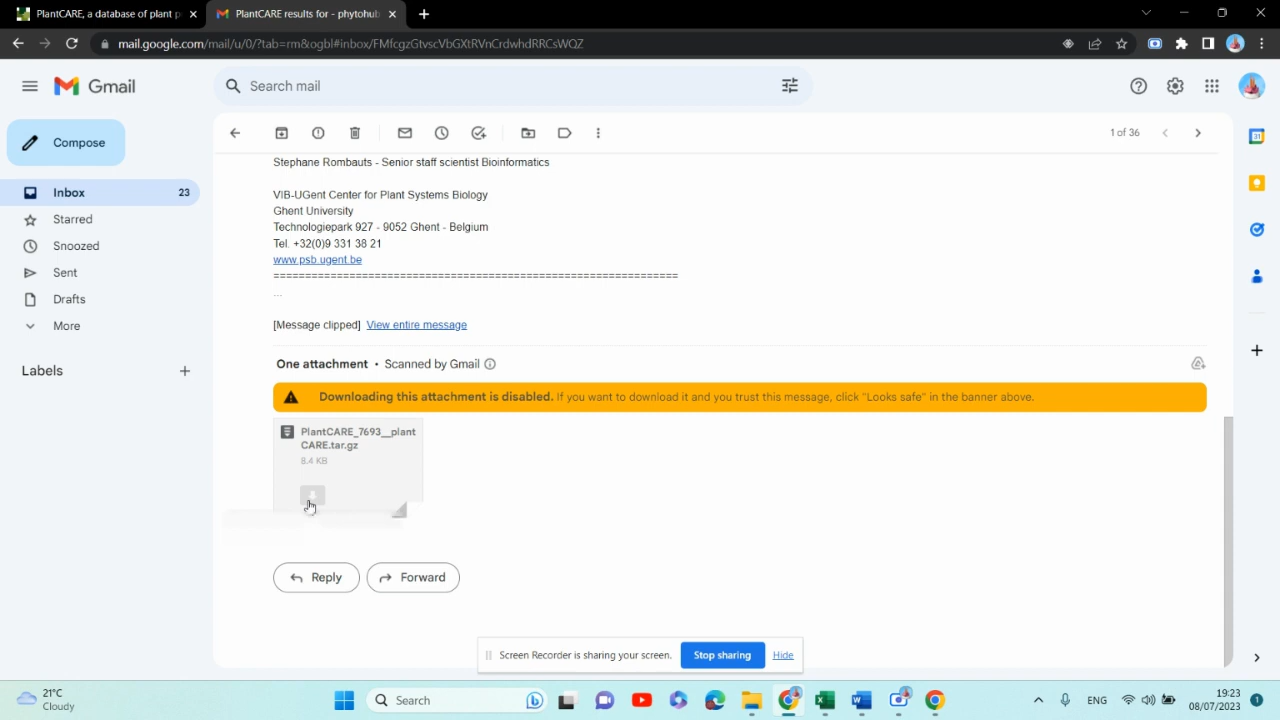 PlantCARE, a database of plant p
PlantCARE results for - phytohub
mail.google.com/mail/u/0/?tab=rm&ogbl#inbox/FMfcgzGtvscVbGXtRVnCrdwhdRRCsWQZ
Gmail
Search mail
Compose
1 of 36
Inbox 23
Starred
Snoozed
Sent
Drafts
More
Labels
Stephane Rombauts - Senior staff scientist Bioinformatics
VIB-UGent Center for Plant Systems Biology
Ghent University
Technologiepark 927 - 9052 Ghent - Belgium
Tel. +32(0)9 331 38 21
www.psb.ugent.be
===============================================================
...
[Message clipped] View entire message
One attachment • Scanned by Gmail
Downloading this attachment is disabled. If you want to download it and you trust this message, click "Looks safe" in the banner above.
PlantCARE_7693__plant
CARE.tar.gz
8.4 KB
Reply
Forward
Screen Recorder is sharing your screen. Stop sharing Hide
21°C
Cloudy
Search
ENG
19:23
08/07/2023
1